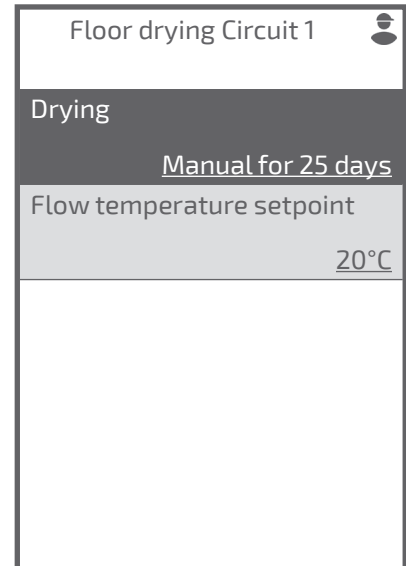 Floor drying Circuit 1
Drying
Manual for 25 days
Flow temperature setpoint
20°C